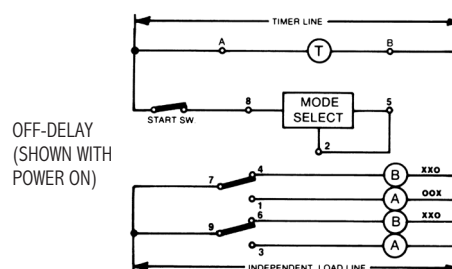 TIMER LINE
A T B
START SW 8 MODE SELECT 5
2
OFF-DELAY
(SHOWN WITH
POWER ON)
7 4 B XXO
1 A OOX
9 6 B XXO
3 A
INDEPENDENT LOAD LINE